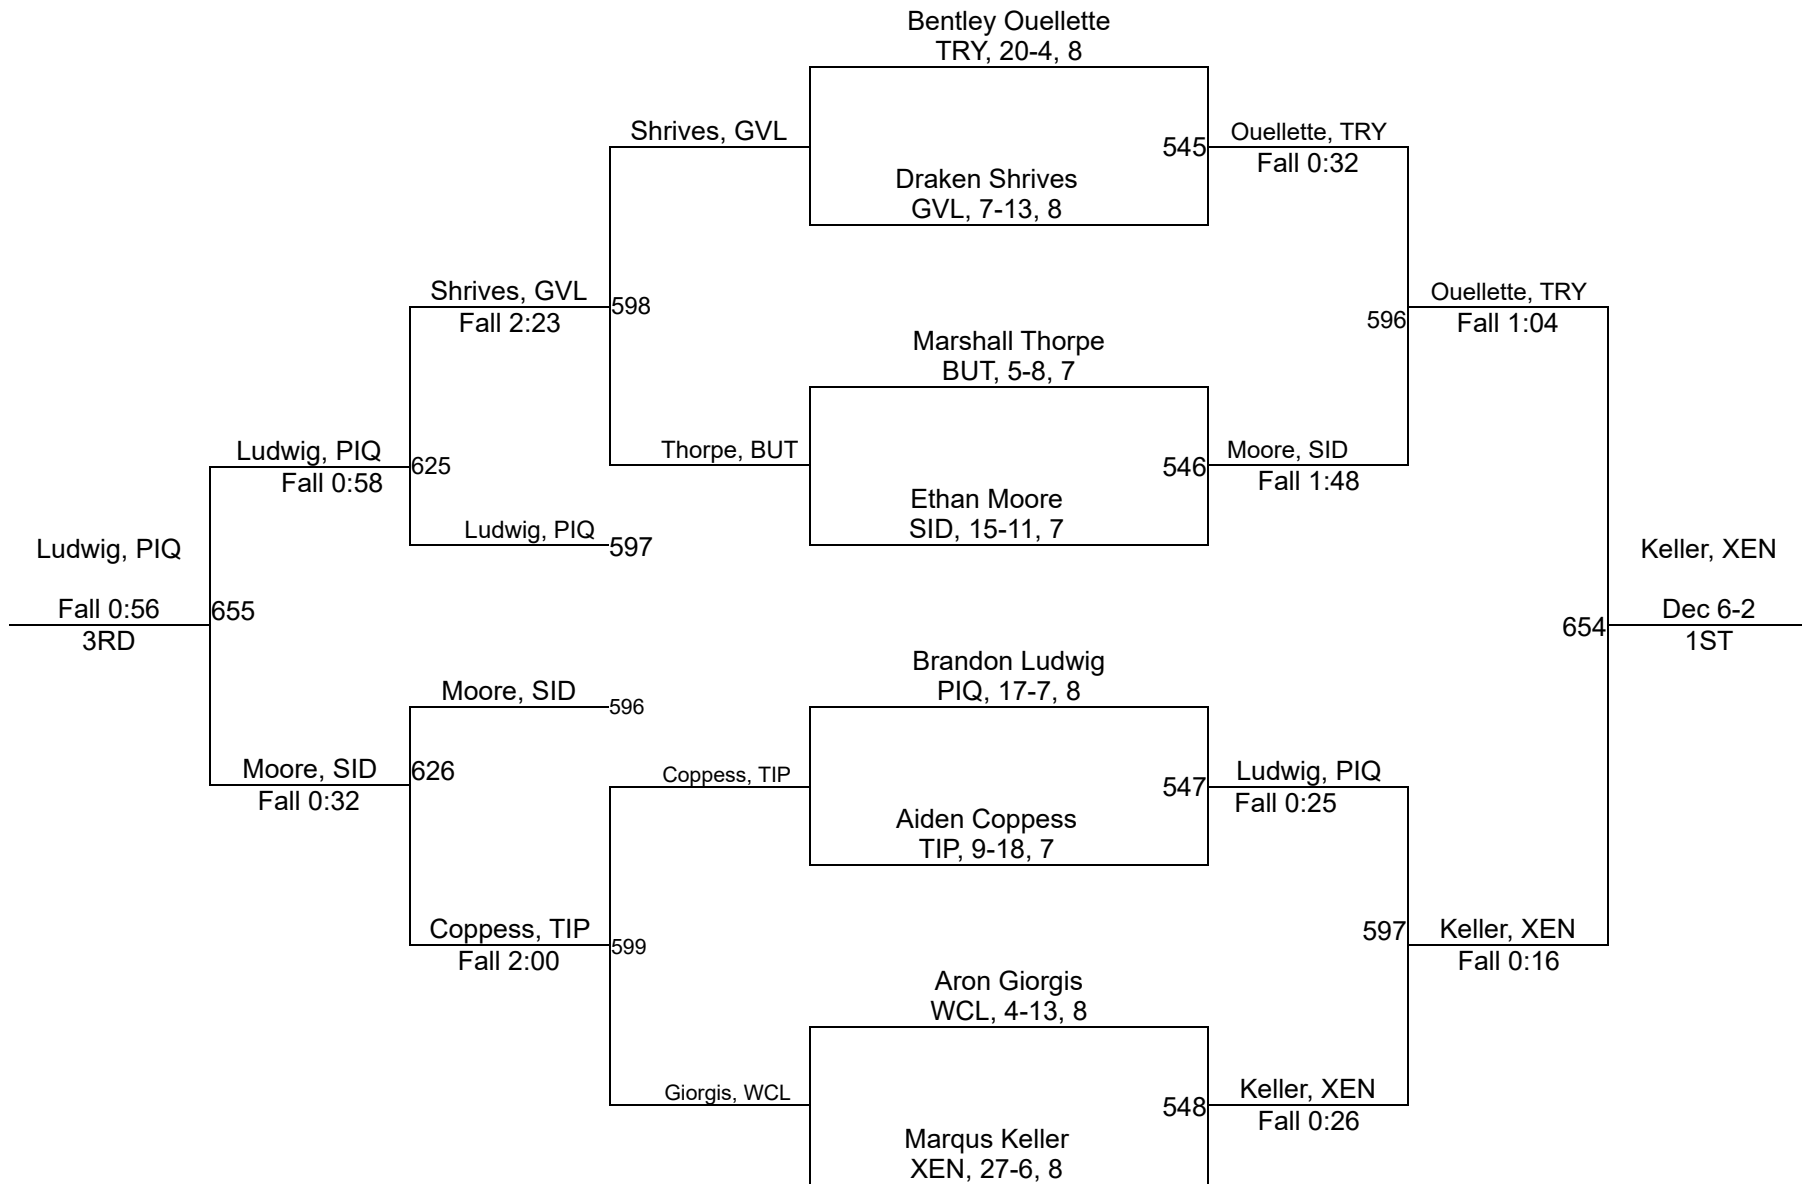 Bentley Ouellette
TRY, 20-4, 8
Shrives, GVL
545
Ouellette, TRY
Fall 0:32
Draken Shrives
GVL, 7-13, 8
Shrives, GVL
Fall 2:23
598
596
Ouellette, TRY
Fall 1:04
Marshall Thorpe
BUT, 5-8, 7
Thorpe, BUT
546
Moore, SID
Fall 1:48
Ludwig, PIQ
Fall 0:58
625
Ethan Moore
SID, 15-11, 7
Ludwig, PIQ
597
Ludwig, PIQ
Fall 0:56
3RD
655
Keller, XEN
654
Dec 6-2
1ST
Brandon Ludwig
PIQ, 17-7, 8
Moore, SID
596
Moore, SID
Fall 0:32
626
Coppess, TIP
547
Ludwig, PIQ
Fall 0:25
Aiden Coppess
TIP, 9-18, 7
Coppess, TIP
Fall 2:00
599
597
Keller, XEN
Fall 0:16
Aron Giorgis
WCL, 4-13, 8
Giorgis, WCL
548
Keller, XEN
Fall 0:26
Marqus Keller
XEN, 27-6, 8